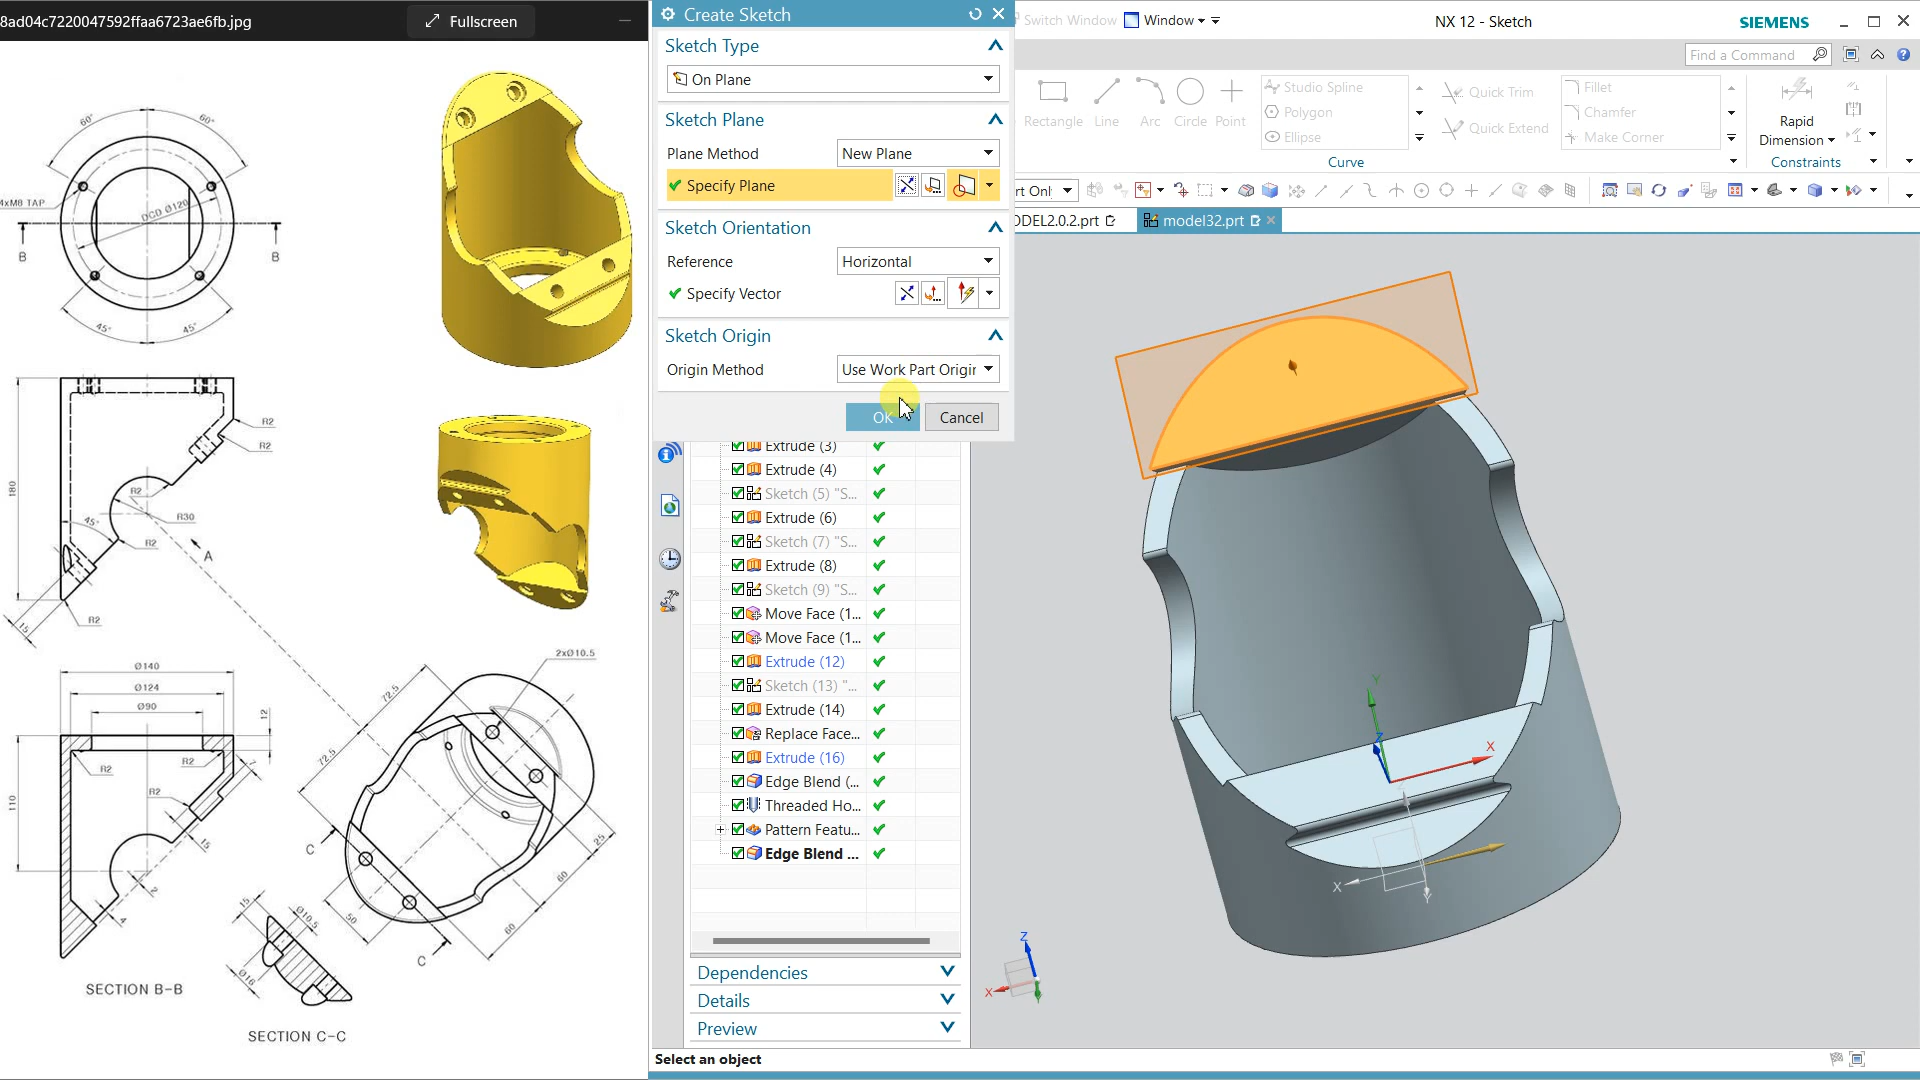 8ad04c7220047592ffaa6723ae6fb.jpg
Fullscreen
60°
60°
4xM8 TAP
DCD Ø120
B
B
45°
45°
R2
R2
180
R2
R30
45°
R2
A
R2
15
Ø140
Ø124
Ø90
12
R2
R2
7
110
R2
15
2
4
SECTION B-B
2xØ10.5
72.5
72.5
C
25
60
50
60
C
15
Ø10.5
Ø16
SECTION C-C
Create Sketch
Sketch Type
On Plane
Sketch Plane
Plane Method
New Plane
Specify Plane
Sketch Orientation
Reference
Horizontal
Specify Vector
Sketch Origin
Origin Method
Use Work Part Origin
OK
Cancel
Extrude (3)
Extrude (4)
Sketch (5) "S...
Extrude (6)
Sketch (7) "S...
Extrude (8)
Sketch (9) "S...
Move Face (1...
Move Face (1...
Extrude (12)
Sketch (13) "...
Extrude (14)
Replace Face...
Extrude (16)
Edge Blend (...
Threaded Ho...
Pattern Featu...
Edge Blend ...
Dependencies
Details
Preview
Select an object
Switch Window
Window
NX 12 - Sketch
SIEMENS
Find a Command
Rectangle
Line
Arc
Circle
Point
Studio Spline
Polygon
Ellipse
Quick Trim
Quick Extend
Fillet
Chamfer
Make Corner
Curve
Rapid
Dimension
Constraints
rt Onl
ODEL2.0.2.prt
model32.prt
Y
Z
X
X
Z
X